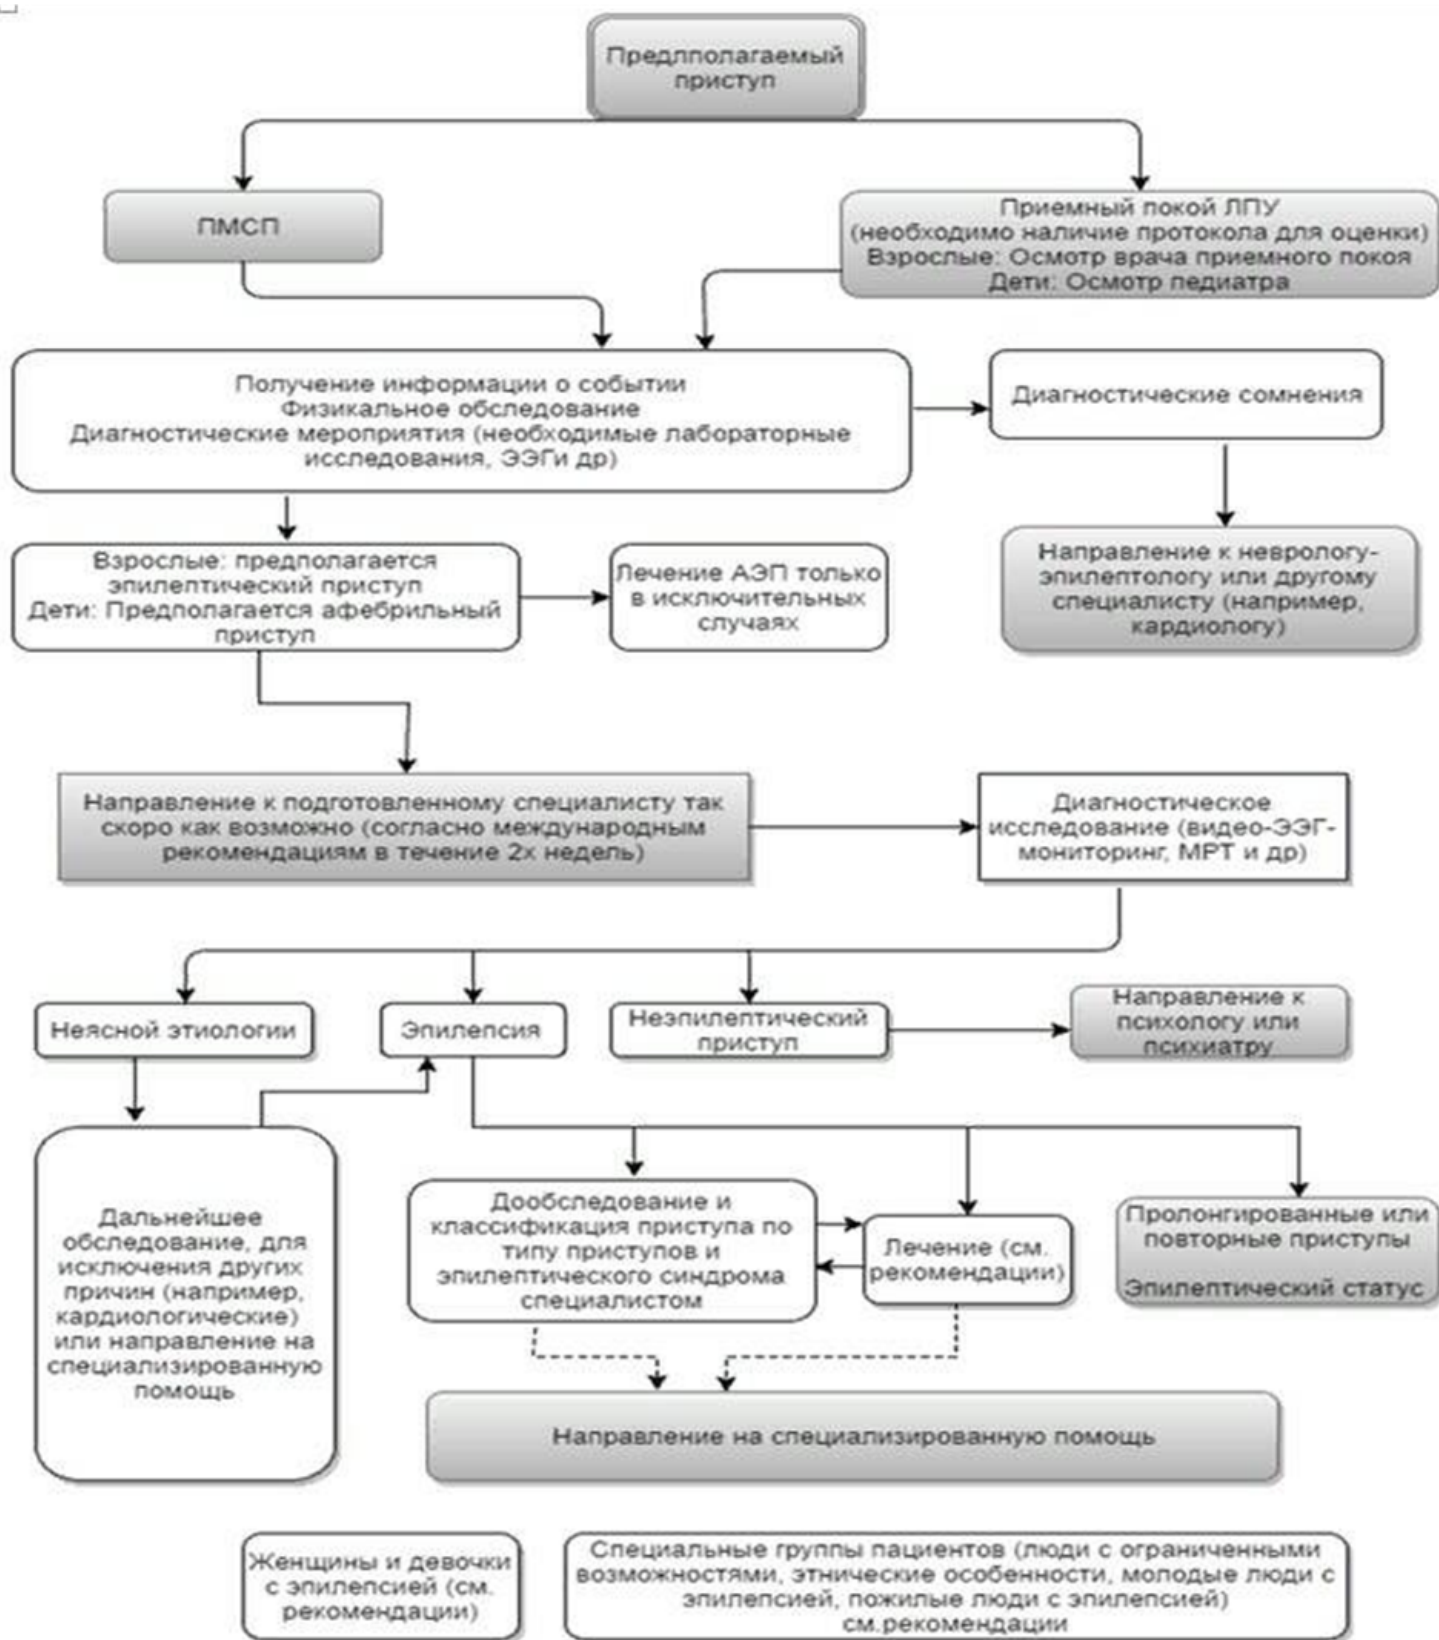 Предлполагаемый
приступ
ПМСП
Приемный покой ЛПУ
(необходимо наличие протокола для оценки)
Взрослые: Осмотр врача приемного покоя
Дети: Осмотр педиатра
Получение информации о событии
Физикальное обследование
Диагностические мероприятия (необходимые лабораторные
исследования, ЭЭГи др)
Диагностические сомнения
Взрослые: предполагается
эпилептический приступ
Дети: Предполагается афебрильный
приступ
Лечение АЭП только
в исключительных
случаях
Направление к неврологу-
эпилептологу или другому
специалисту (например,
кардиологу)
Направление к подготовленному специалисту так
скоро как возможно (согласно международным
рекомендациям в течение 2х недель)
Диагностическое
исследование (видео-ЭЭГ-
мониторинг, МРТ и др)
Неясной этиологии
Эпилепсия
Неэпилептический
приступ
Направление к
психологу или
психиатру
Дальнейшее
обследование, для
исключения других
причин (например,
кардиологические)
или направление на
специализированную
помощь
Дообследование и
классификация приступа по
типу приступов и
эпилептического синдрома
специалистом
Лечение (см.
рекомендации)
Пролонгированные или
повторные приступы
Эпилептический статус
Направление на специализированную помощь
Женщины и девочки
с эпилепсией (см.
рекомендации)
Специальные группы пациентов (люди с ограниченными
возможностями, этнические особенности, молодые люди с
эпилепсией, пожилые люди с эпилепсией)
см.рекомендации